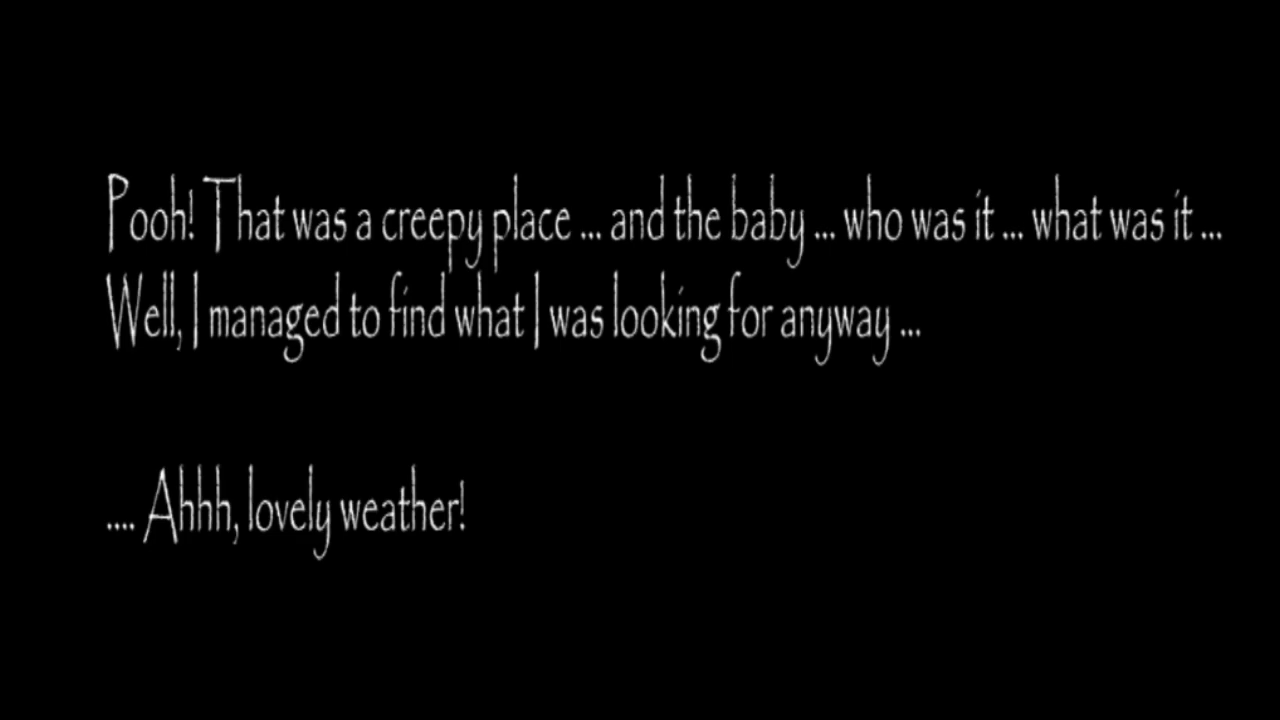 Pooh! That was a creepy place ... and the baby ... who was it ... what was it ...
Well, I managed to find what I was looking for anyway ...
.... Ahhh, lovely weather!